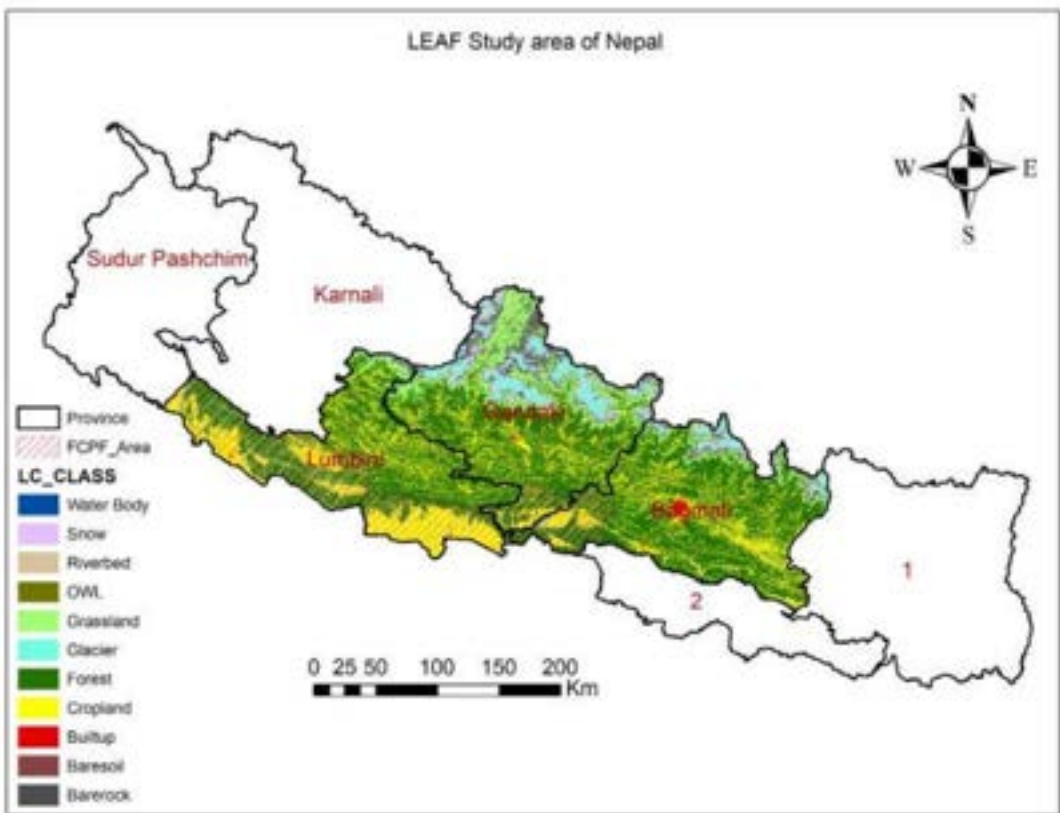 LEAF Study area of Nepal
N
W E
S
Sudur Pashchim
Karnali
Gandaki
Lumbini
Bagmati
1
2
Province
FCPF_Area
LC_CLASS
Water Body
Snow
Riverbed
OWL
Grassland
Glacier
Forest
Cropland
Builtup
Baresoil
Barerock
0 25 50 100 150 200
Km